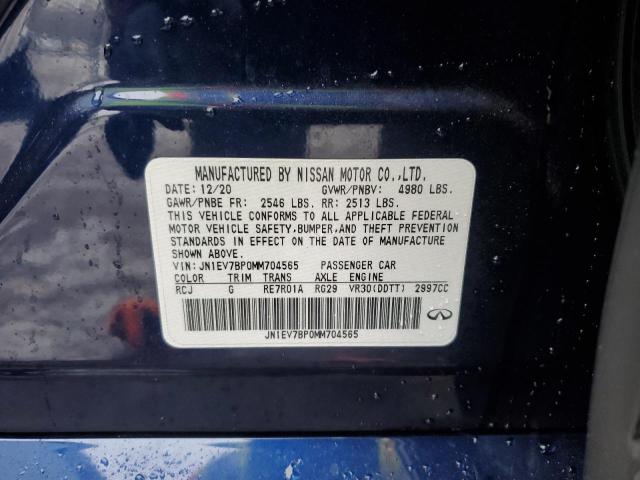 MANUFACTURED BY NISSAN MOTOR CO.,LTD.
DATE: 12/20 GVWR/PNBV: 4980 LBS.
GAWR/PNBE FR: 2546 LBS. RR: 2513 LBS.
THIS VEHICLE CONFORMS TO ALL APPLICABLE FEDERAL
MOTOR VEHICLE SAFETY,BUMPER,AND THEFT PREVENTION
STANDARDS IN EFFECT ON THE DATE OF MANUFACTURE
SHOWN ABOVE.
VIN: JN1EV7BP0MM704565 PASSENGER CAR
COLOR TRIM TRANS AXLE ENGINE
RCJ G RE7R01A RG29 VR30(DDTT) 2997CC
JN1EV7BP0MM704565